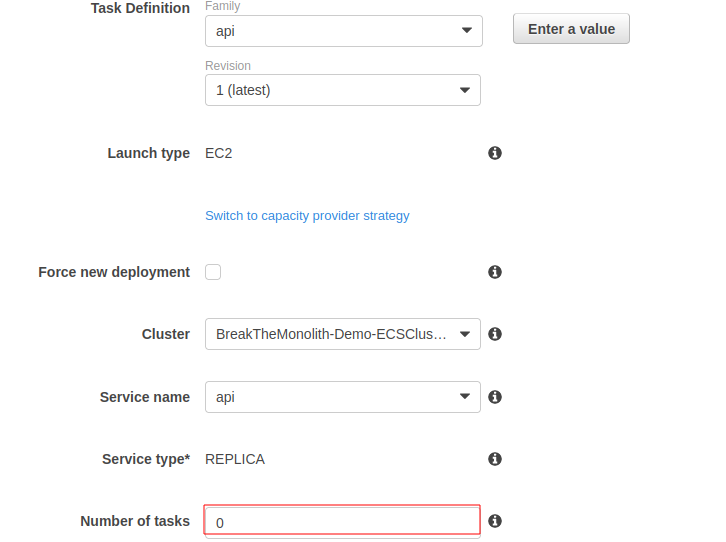 Family
Task Definition
api
Enter a value
Revision
1 (latest)
Launch type EC2
Switch to capacity provider strategy
Force new deployment
Cluster BreakTheMonolith-Demo-ECSClus...
Service name api
Service type* REPLICA
Number of tasks 0